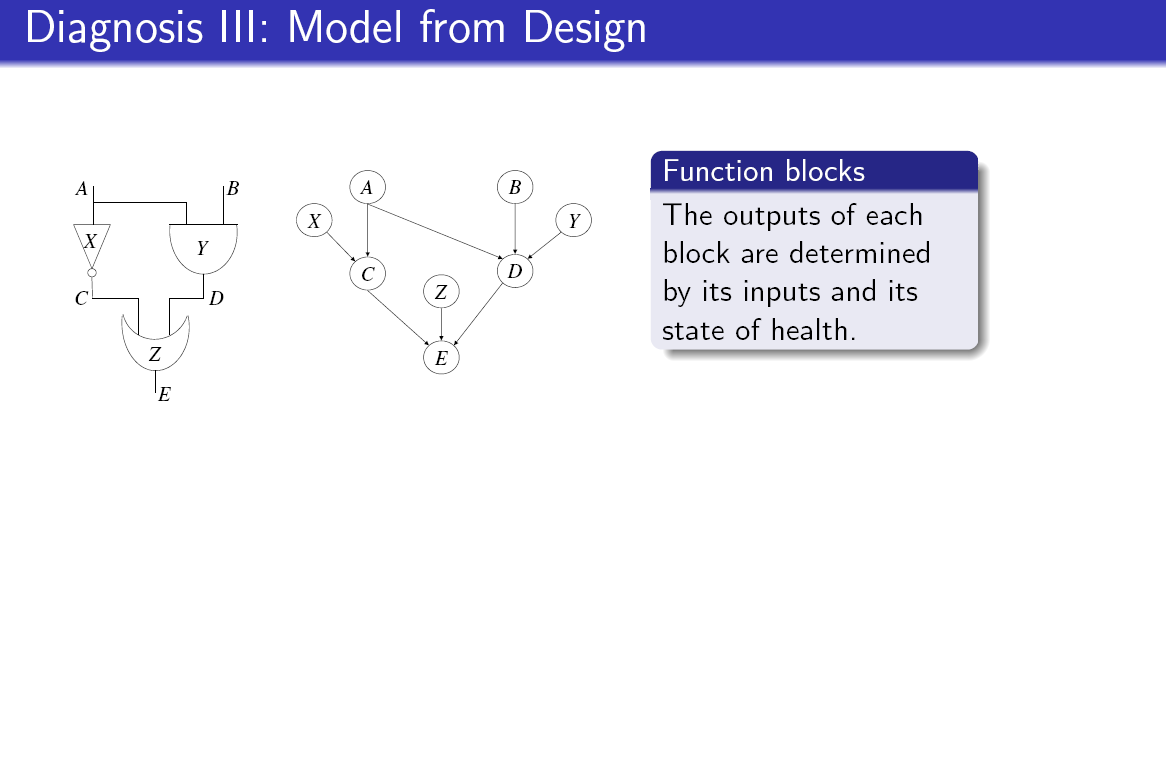 Diagnosis III: Model from Design
A
B
X
Y
C
D
Z
E
A
B
X
Y
C
D
Z
E
Function blocks
The outputs of each
block are determined
by its inputs and its
state of health.